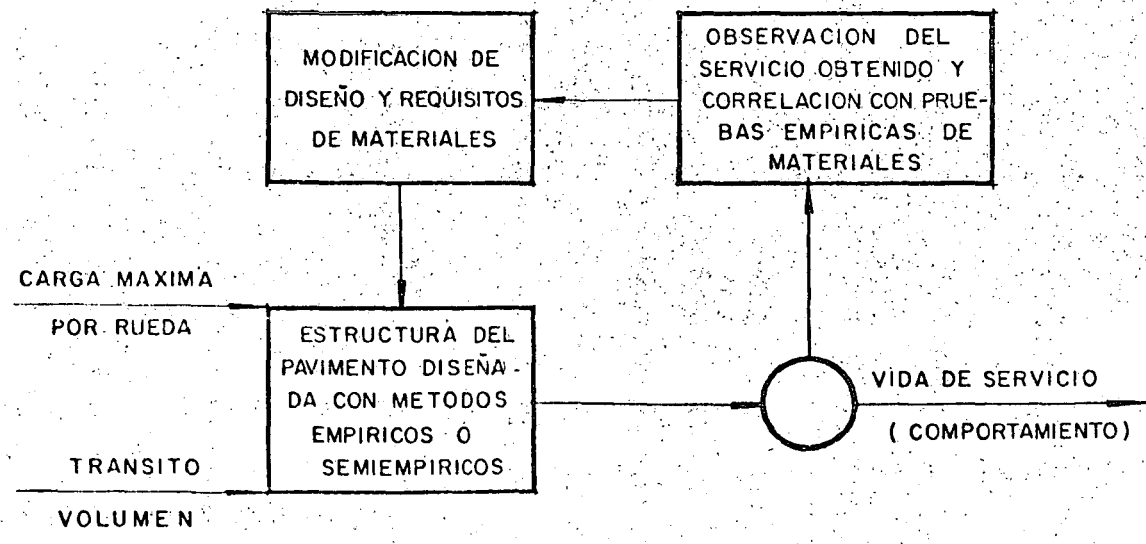 MODIFICACION DE
DISEÑO Y REQUISITOS
DE MATERIALES
OBSERVACION DEL
SERVICIO OBTENIDO Y
CORRELACION CON PRUE-
BAS EMPIRICAS DE
MATERIALES
CARGA MAXIMA
POR RUEDA
TRANSITO
VOLUMEN
ESTRUCTURA DEL
PAVIMENTO DISEÑA-
DA CON METODOS
EMPIRICOS O
SEMIEMPIRICOS
VIDA DE SERVICIO
( COMPORTAMIENTO)